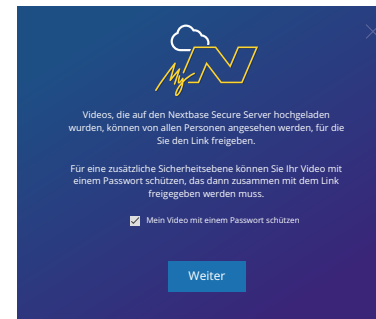 My N
Videos, die auf den Nextbase Secure Server hochgeladen
wurden, können von allen Personen angesehen werden, für die
Sie den Link freigeben.
Für eine zusätzliche Sicherheitsebene können Sie Ihr Video mit
einem Passwort schützen, das dann zusammen mit dem Link
freigegeben werden muss.
Mein Video mit einem Passwort schützen
Weiter